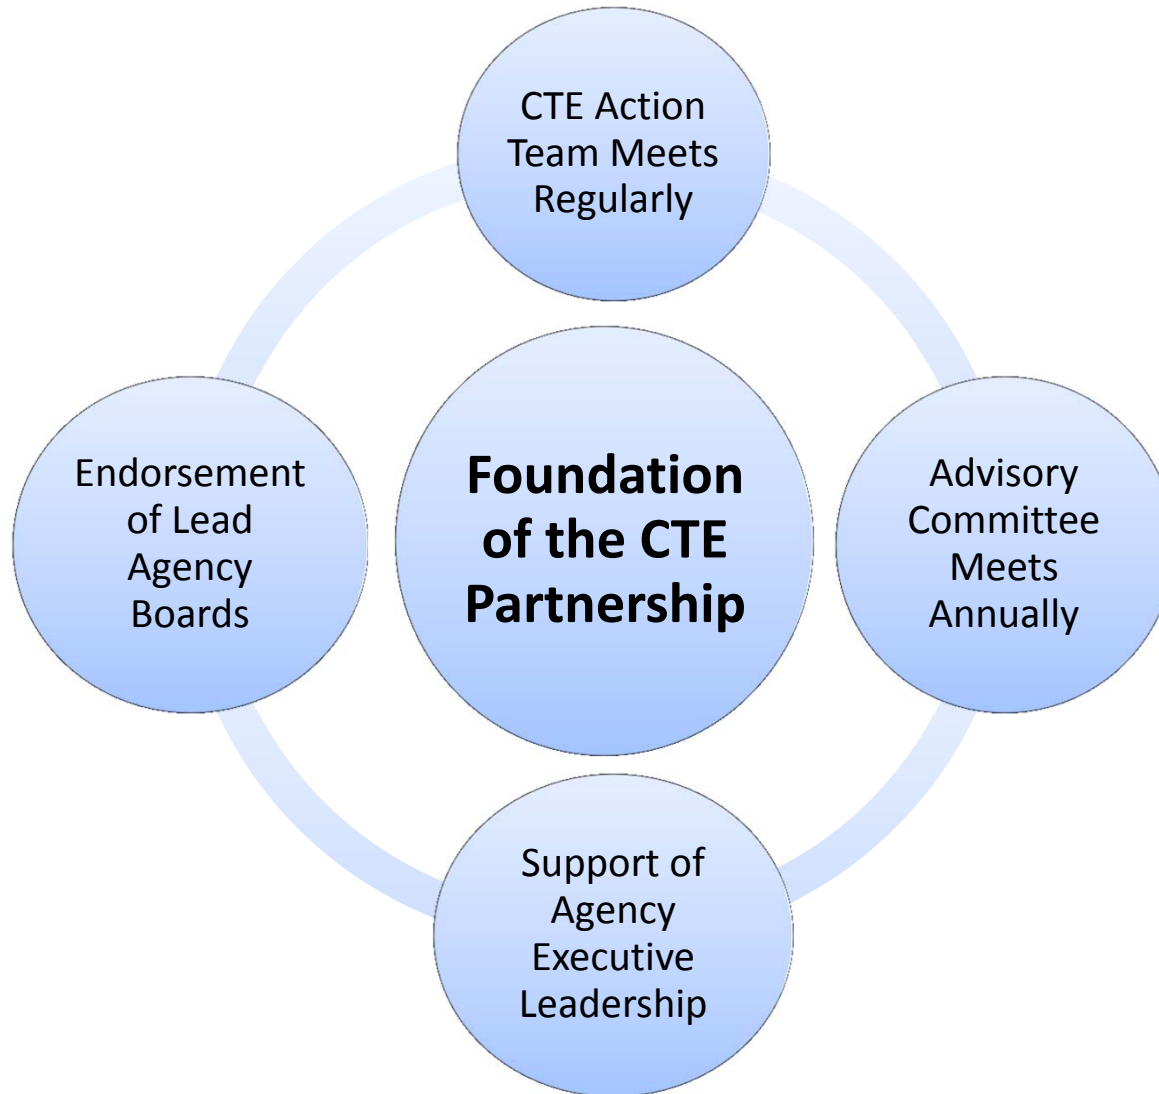 CTE Action
Team Meets
Regularly
Endorsement
of Lead
Agency
Boards
Foundation
of the CTE
Partnership
Advisory
Committee
Meets
Annually
Support of
Agency
Executive
Leadership